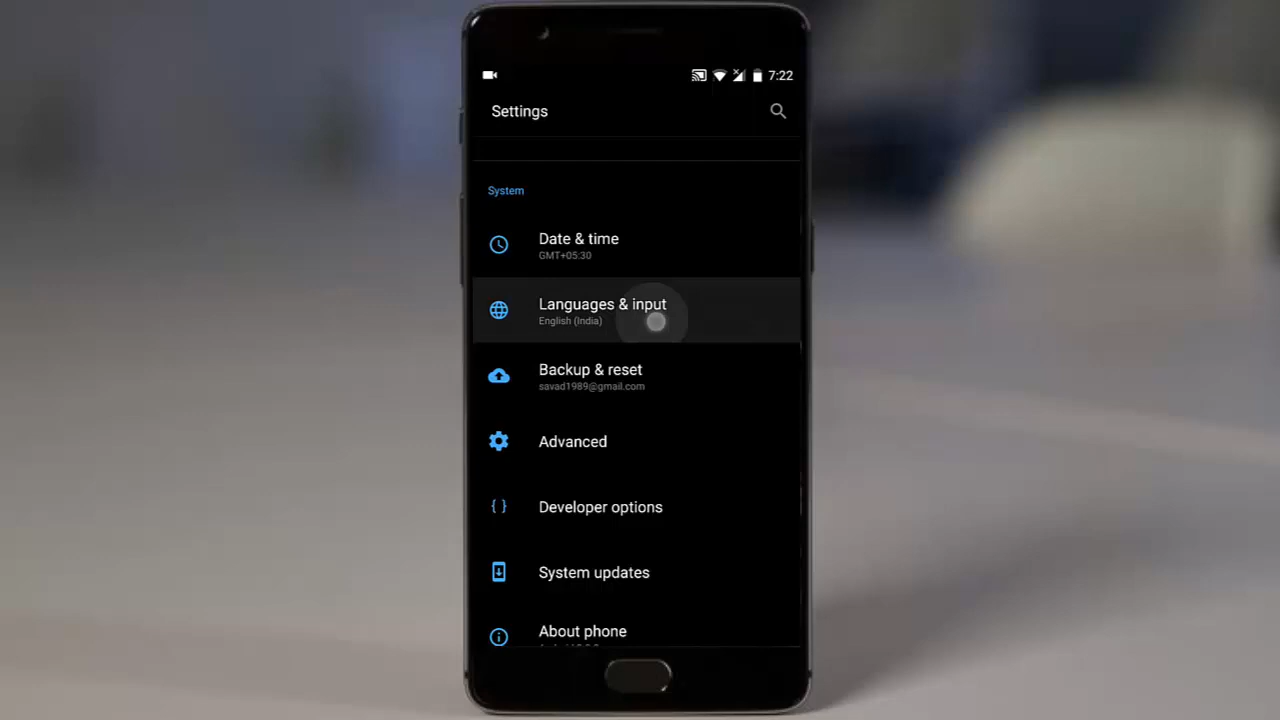 7:22
Settings
System
Date & time
GMT+05:30
Languages & input
English (India)
Backup & reset
savad1989@gmail.com
Advanced
{ }
Developer options
System updates
About phone